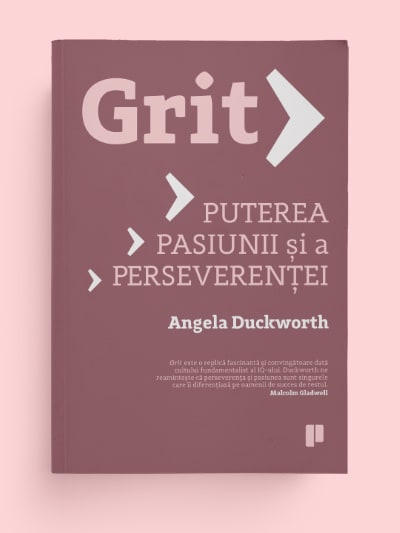 Grit
PUTEREA
PASIUNII și a
PERSEVERENȚEI
Angela Duckworth
Grit este o replică fascinantă și convingătoare dată
cultului fundamentalist al IQ-ului. Duckworth ne
reamintește că perseverența și pasiunea sunt singurele
care îi diferențiază pe oamenii de succes de restul.
Malcolm Gladwell